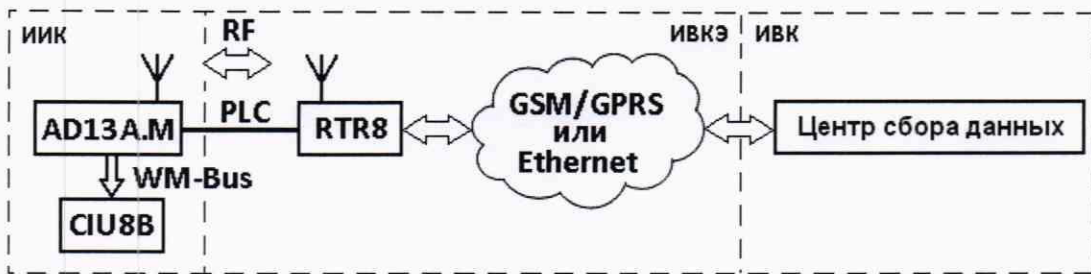 ИИК
RF
ИВКЭ
ИВК
AD13A.M
PLC
RTR8
GSM/GPRS
или
Ethernet
Центр сбора данных
WM-Bus
CIU8B